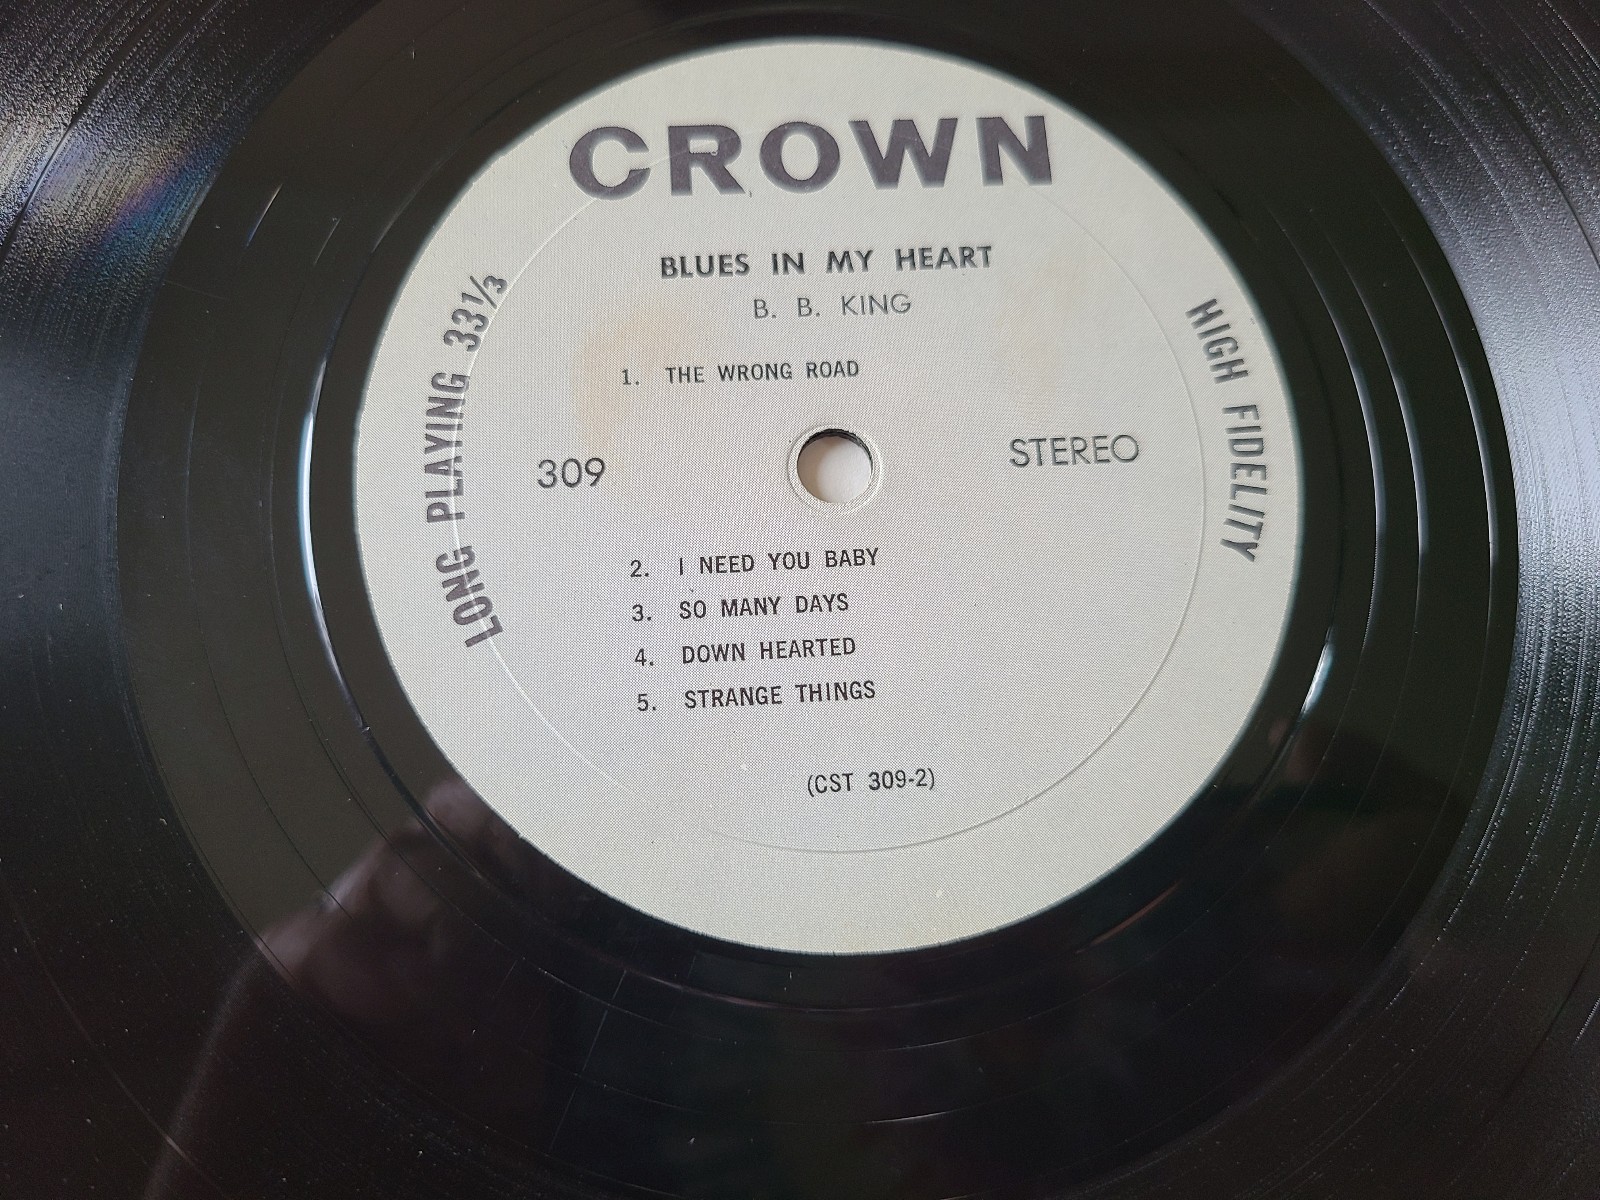 CROWN
BLUES IN MY HEART
B. B. KING
1. THE WRONG ROAD
309
STEREO
LONG PLAYING 33⅓
HIGH FIDELITY
2. I NEED YOU BABY
3. SO MANY DAYS
4. DOWN HEARTED
5. STRANGE THINGS
(CST 309-2)